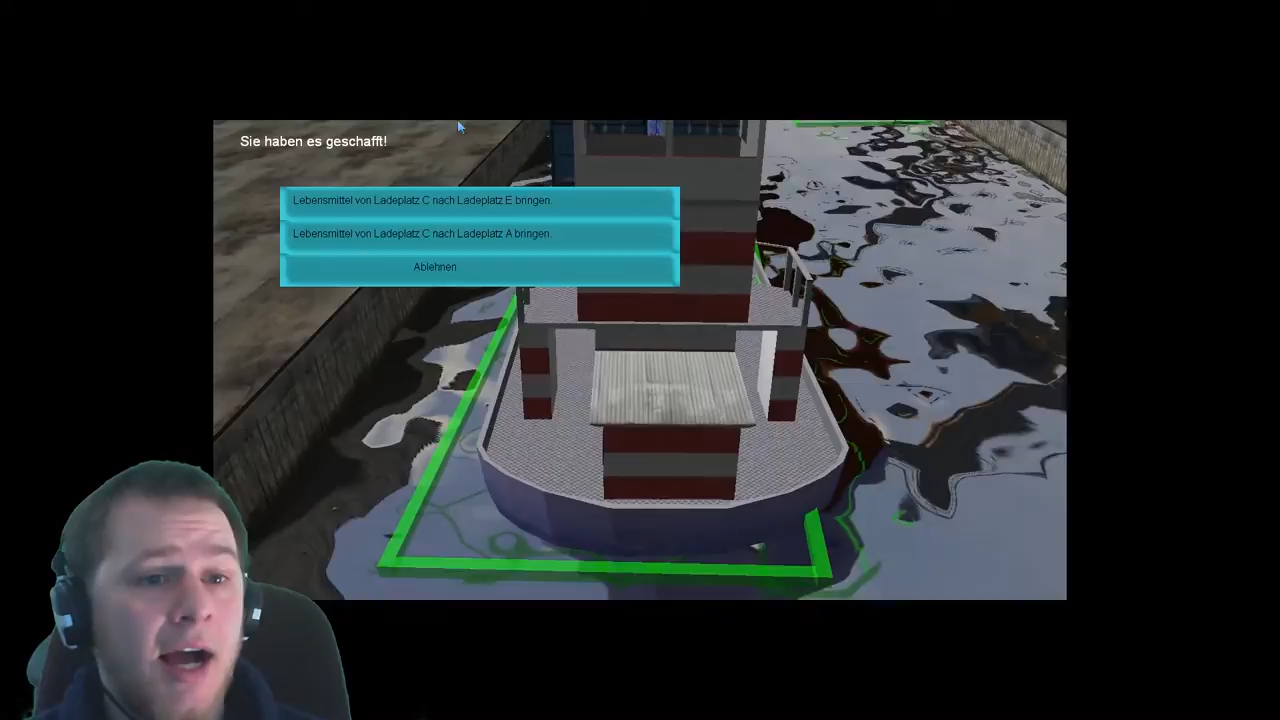 Sie haben es geschafft!
Lebensmittel von Ladeplatz C nach Ladeplatz E bringen.
Lebensmittel von Ladeplatz C nach Ladeplatz A bringen.
Ablehnen